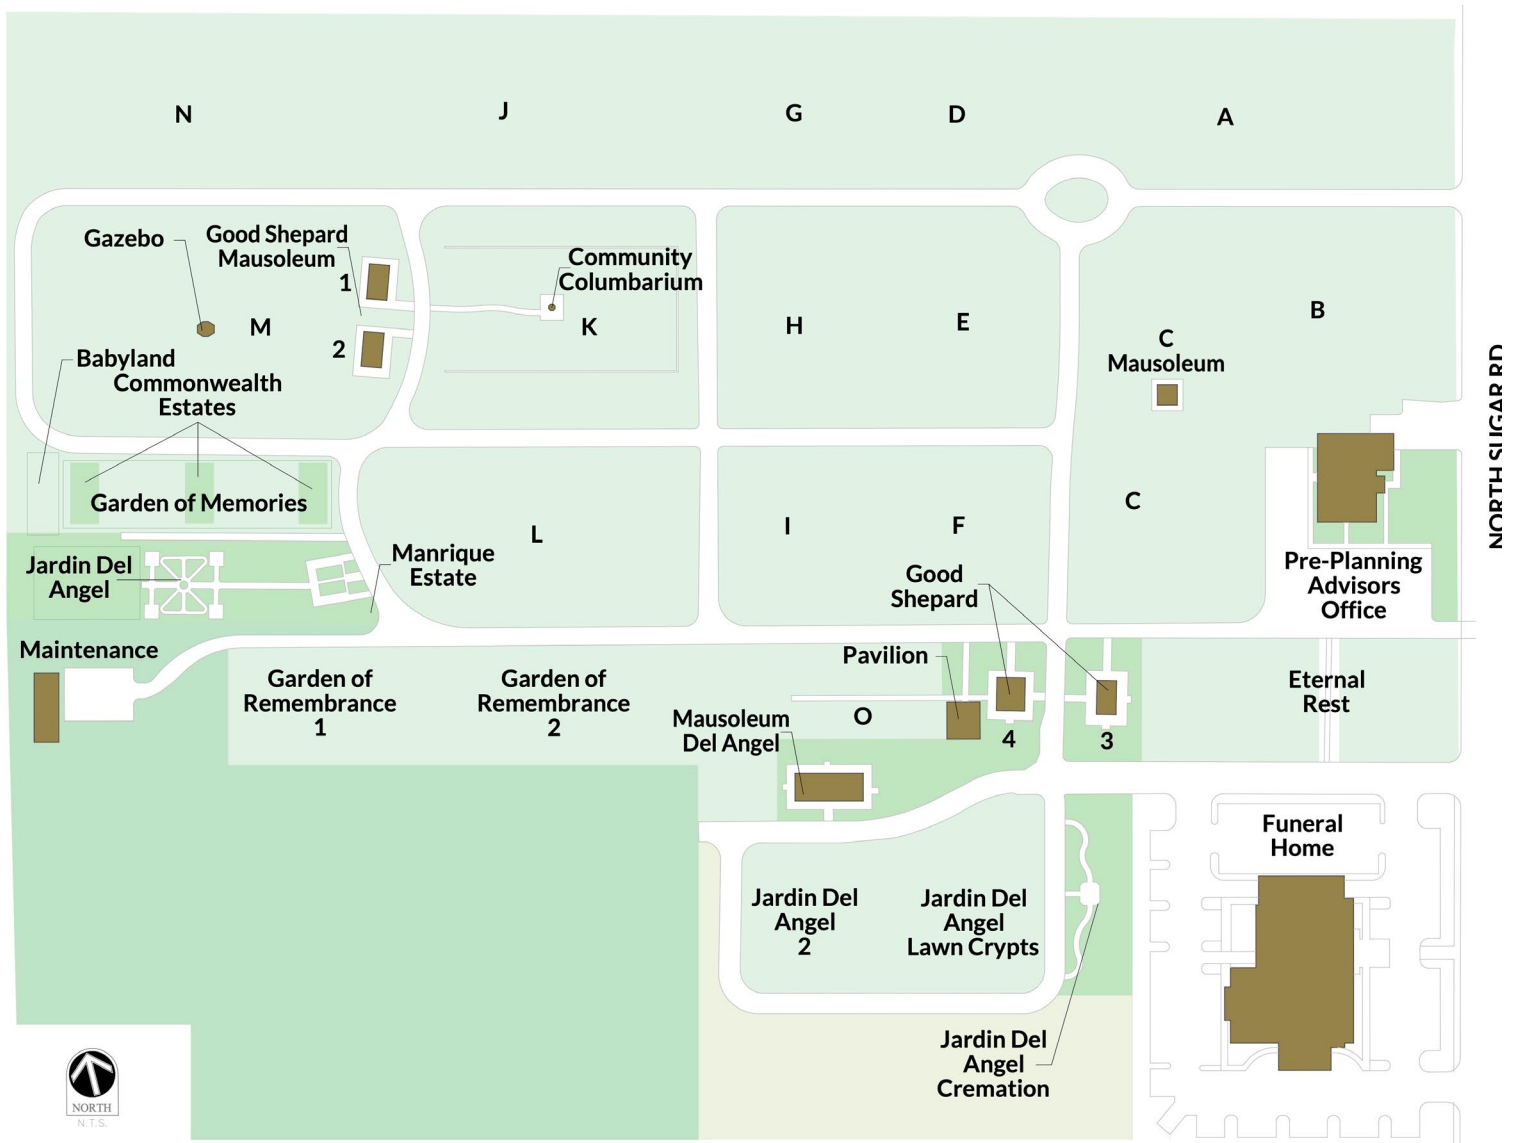 N
J
G
D
A
Gazebo
Good Shepard
Mausoleum
1
2
M
Community
Columbarium
K
H
E
B
C
Mausoleum
Babyland
Commonwealth
Estates
Garden of Memories
NORTH SUGAR RD
L
I
F
C
Jardin Del
Angel
Manrique
Estate
Good
Shepard
Pre-Planning
Advisors
Office
Maintenance
Garden of
Remembrance
1
Garden of
Remembrance
2
Pavilion
O
Mausoleum
Del Angel
4
3
Eternal
Rest
Funeral
Home
Jardin Del
Angel
2
Jardin Del
Angel
Lawn Crypts
Jardin Del
Angel
Cremation
NORTH
N.T.S.